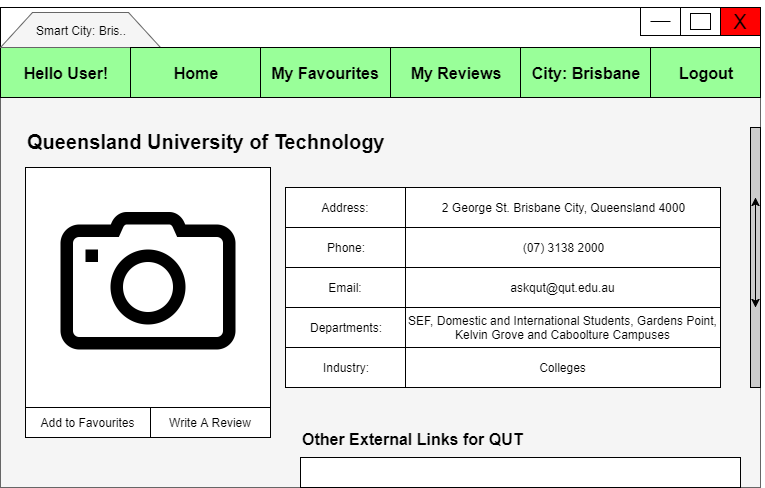 Smart City: Bris..
X
Hello User!
Home
My Favourites
My Reviews
City: Brisbane
Logout
Queensland University of Technology
Address:
2 George St. Brisbane City, Queensland 4000
Phone:
(07) 3138 2000
Email:
askqut@qut.edu.au
Departments:
SEF, Domestic and International Students, Gardens Point,
Kelvin Grove and Caboolture Campuses
Industry:
Colleges
Add to Favourites
Write A Review
Other External Links for QUT